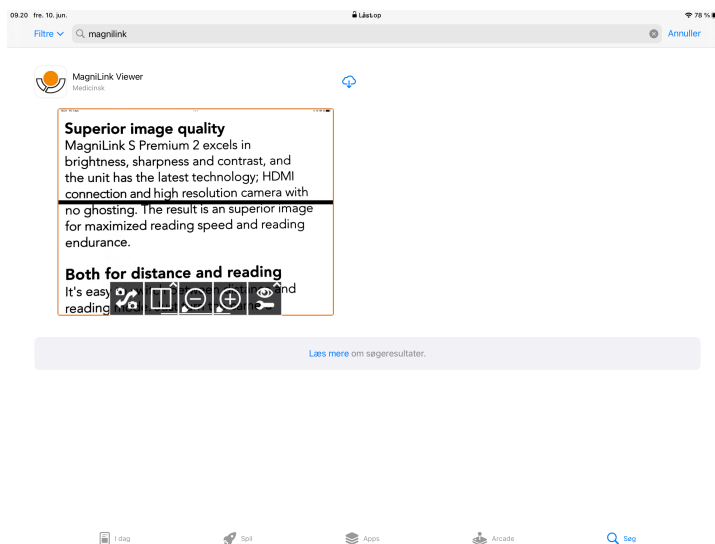 09.20 fre. 10. jun. Låst op 78 %
Filtre magnilink Annuller
MagniLink Viewer
Medicinsk
Superior image quality
MagniLink S Premium 2 excels in
brightness, sharpness and contrast, and
the unit has the latest technology; HDMI
connection and high resolution camera with
no ghosting. The result is an superior image
for maximized reading speed and reading
endurance.
Both for distance and reading
It's easy and
reading
Læs mere om søgeresultater.
I dag Spil Apps Arcade Søg